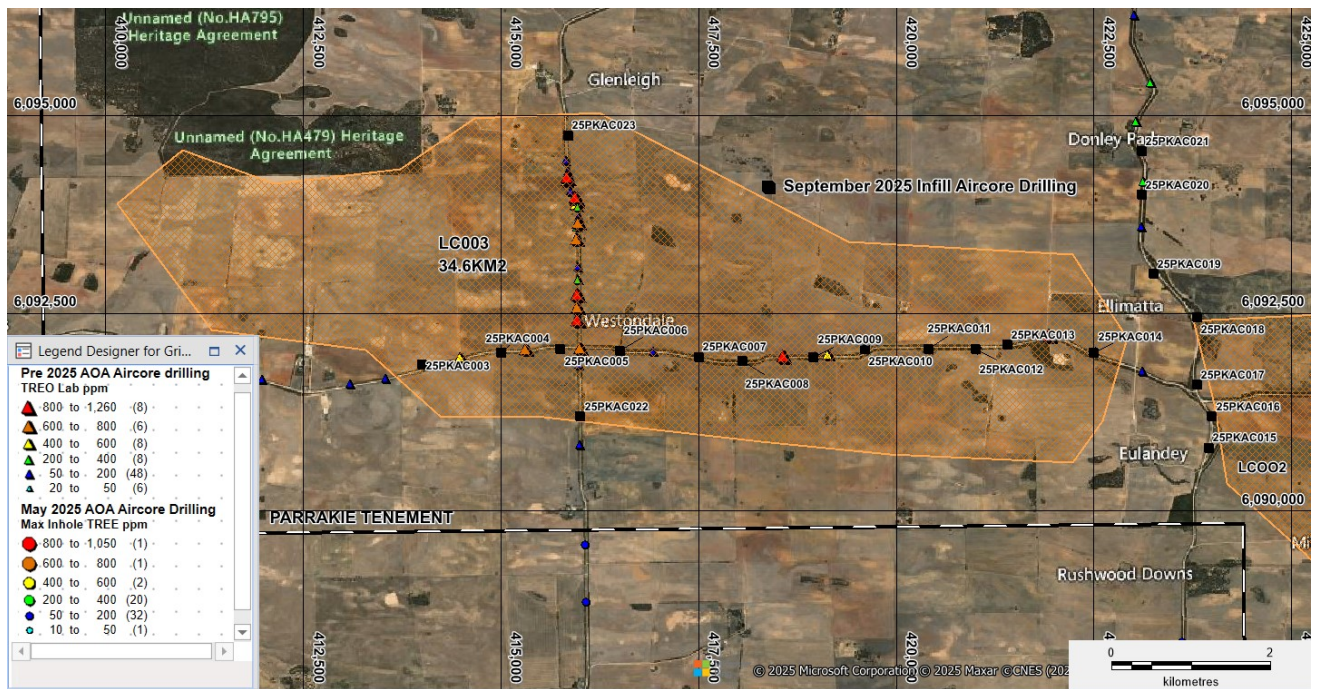 Unnamed (No.HA795)
Heritage Agreement
410,000
412,500
415,000
417,500
420,000
422,500
425,000
Glenleigh
6,095,000
6,095,000
25PKAC023
Unnamed (No.HA479) Heritage
Agreement
25PKAC021
September 2025 Infill Aircore Drilling
25PKAC020
LC003
34.6KM2
25PKAC019
6,092,500
6,092,500
Ellimatta
Westondale
25PKAC018
25PKAC004
25PKAC006
25PKAC009
25PKAC011
25PKAC013
25PKAC014
25PKAC003
25PKAC005
25PKAC007
25PKAC010
25PKAC012
25PKAC008
25PKAC017
25PKAC022
25PKAC016
25PKAC015
Eulandey
LCOO2
6,090,000
PARRAKIE TENEMENT
Rushwood Downs
Legend Designer for Gri...
Pre 2025 AOA Aircore drilling
TREO Lab ppm
800 to 1,260 (8)
600 to 800 (6)
400 to 600 (8)
200 to 400 (8)
50 to 200 (48)
20 to 50 (6)
May 2025 AOA Aircore Drilling
Max Inhole TREE ppm
800 to 1,050 (1)
600 to 800 (1)
400 to 600 (2)
200 to 400 (20)
50 to 200 (32)
10 to 50 (1)
412,500
415,000
417,500
420,000
© 2025 Microsoft Corporation © 2025 Maxar © CNES
0 2
kilometres